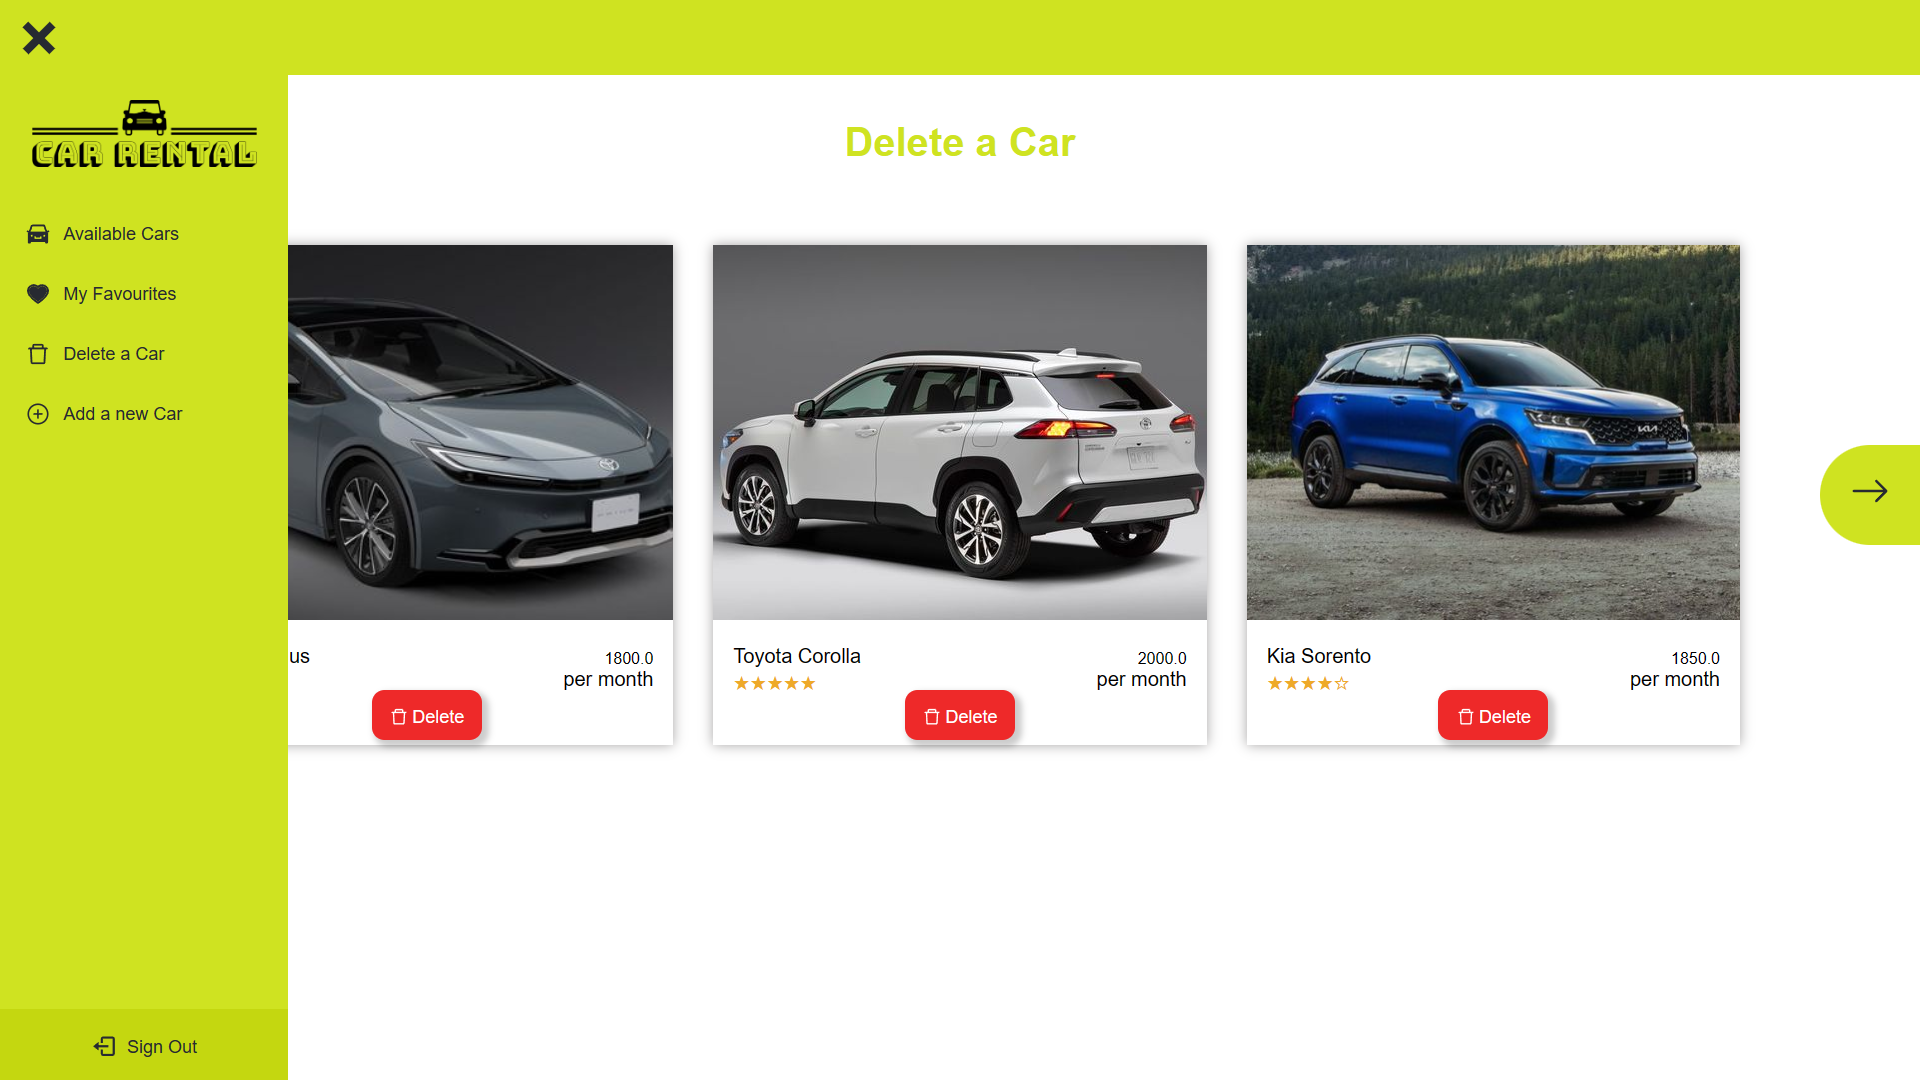 CAR RENTAL
Available Cars
My Favourites
Delete a Car
Add a new Car
Sign Out
Delete a Car
us
1800.0
per month
Delete
Toyota Corolla
★★★★★
2000.0
per month
Delete
Kia Sorento
★★★★☆
1850.0
per month
Delete